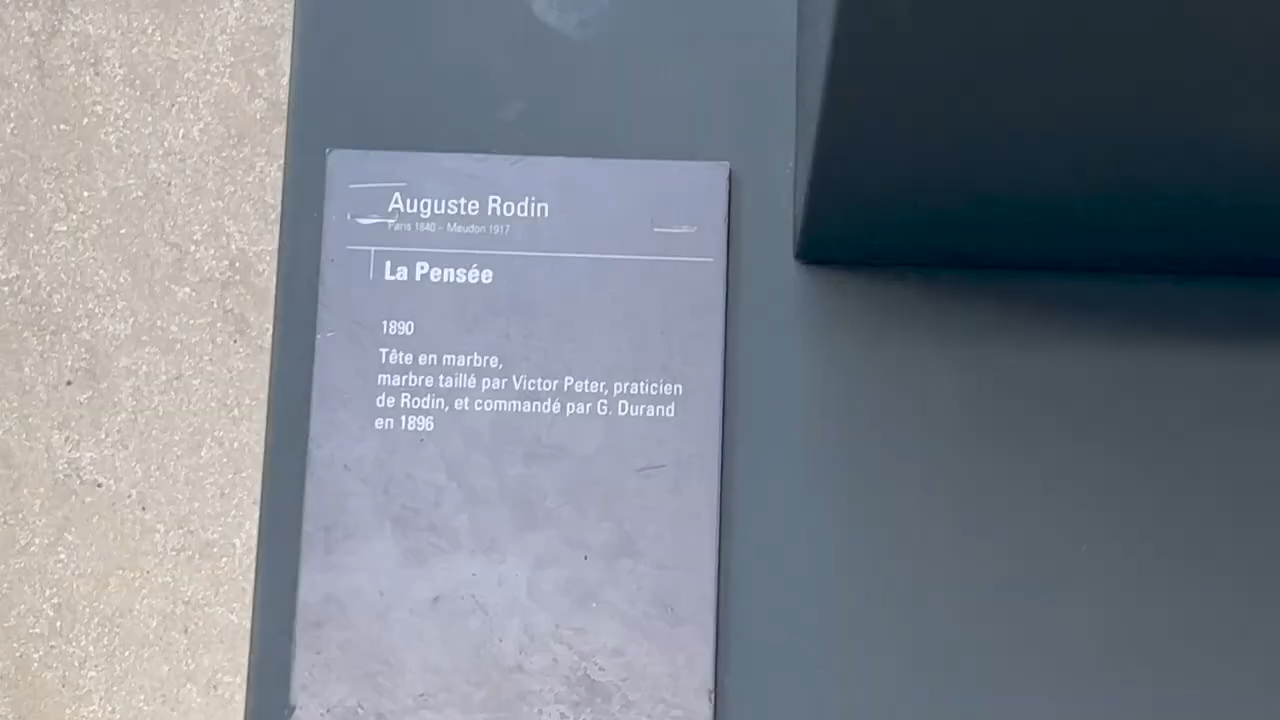 Auguste Rodin
Paris 1840 - Meudon 1917
La Pensée
1890
Tête en marbre,
marbre taillé par Victor Peter, praticien
de Rodin, et commandé par G. Durand
en 1896